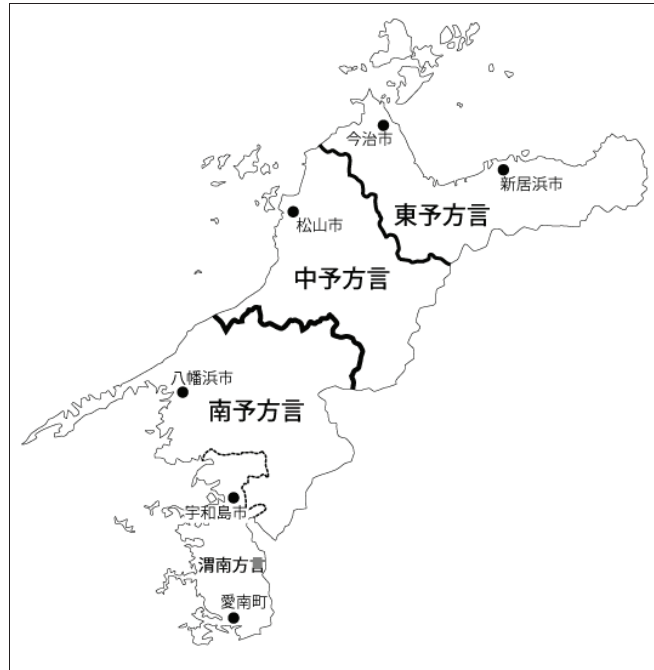 今治市
新居浜市
東予方言
松山市
中予方言
八幡浜市
南予方言
宇和島市
渭南方言
愛南町